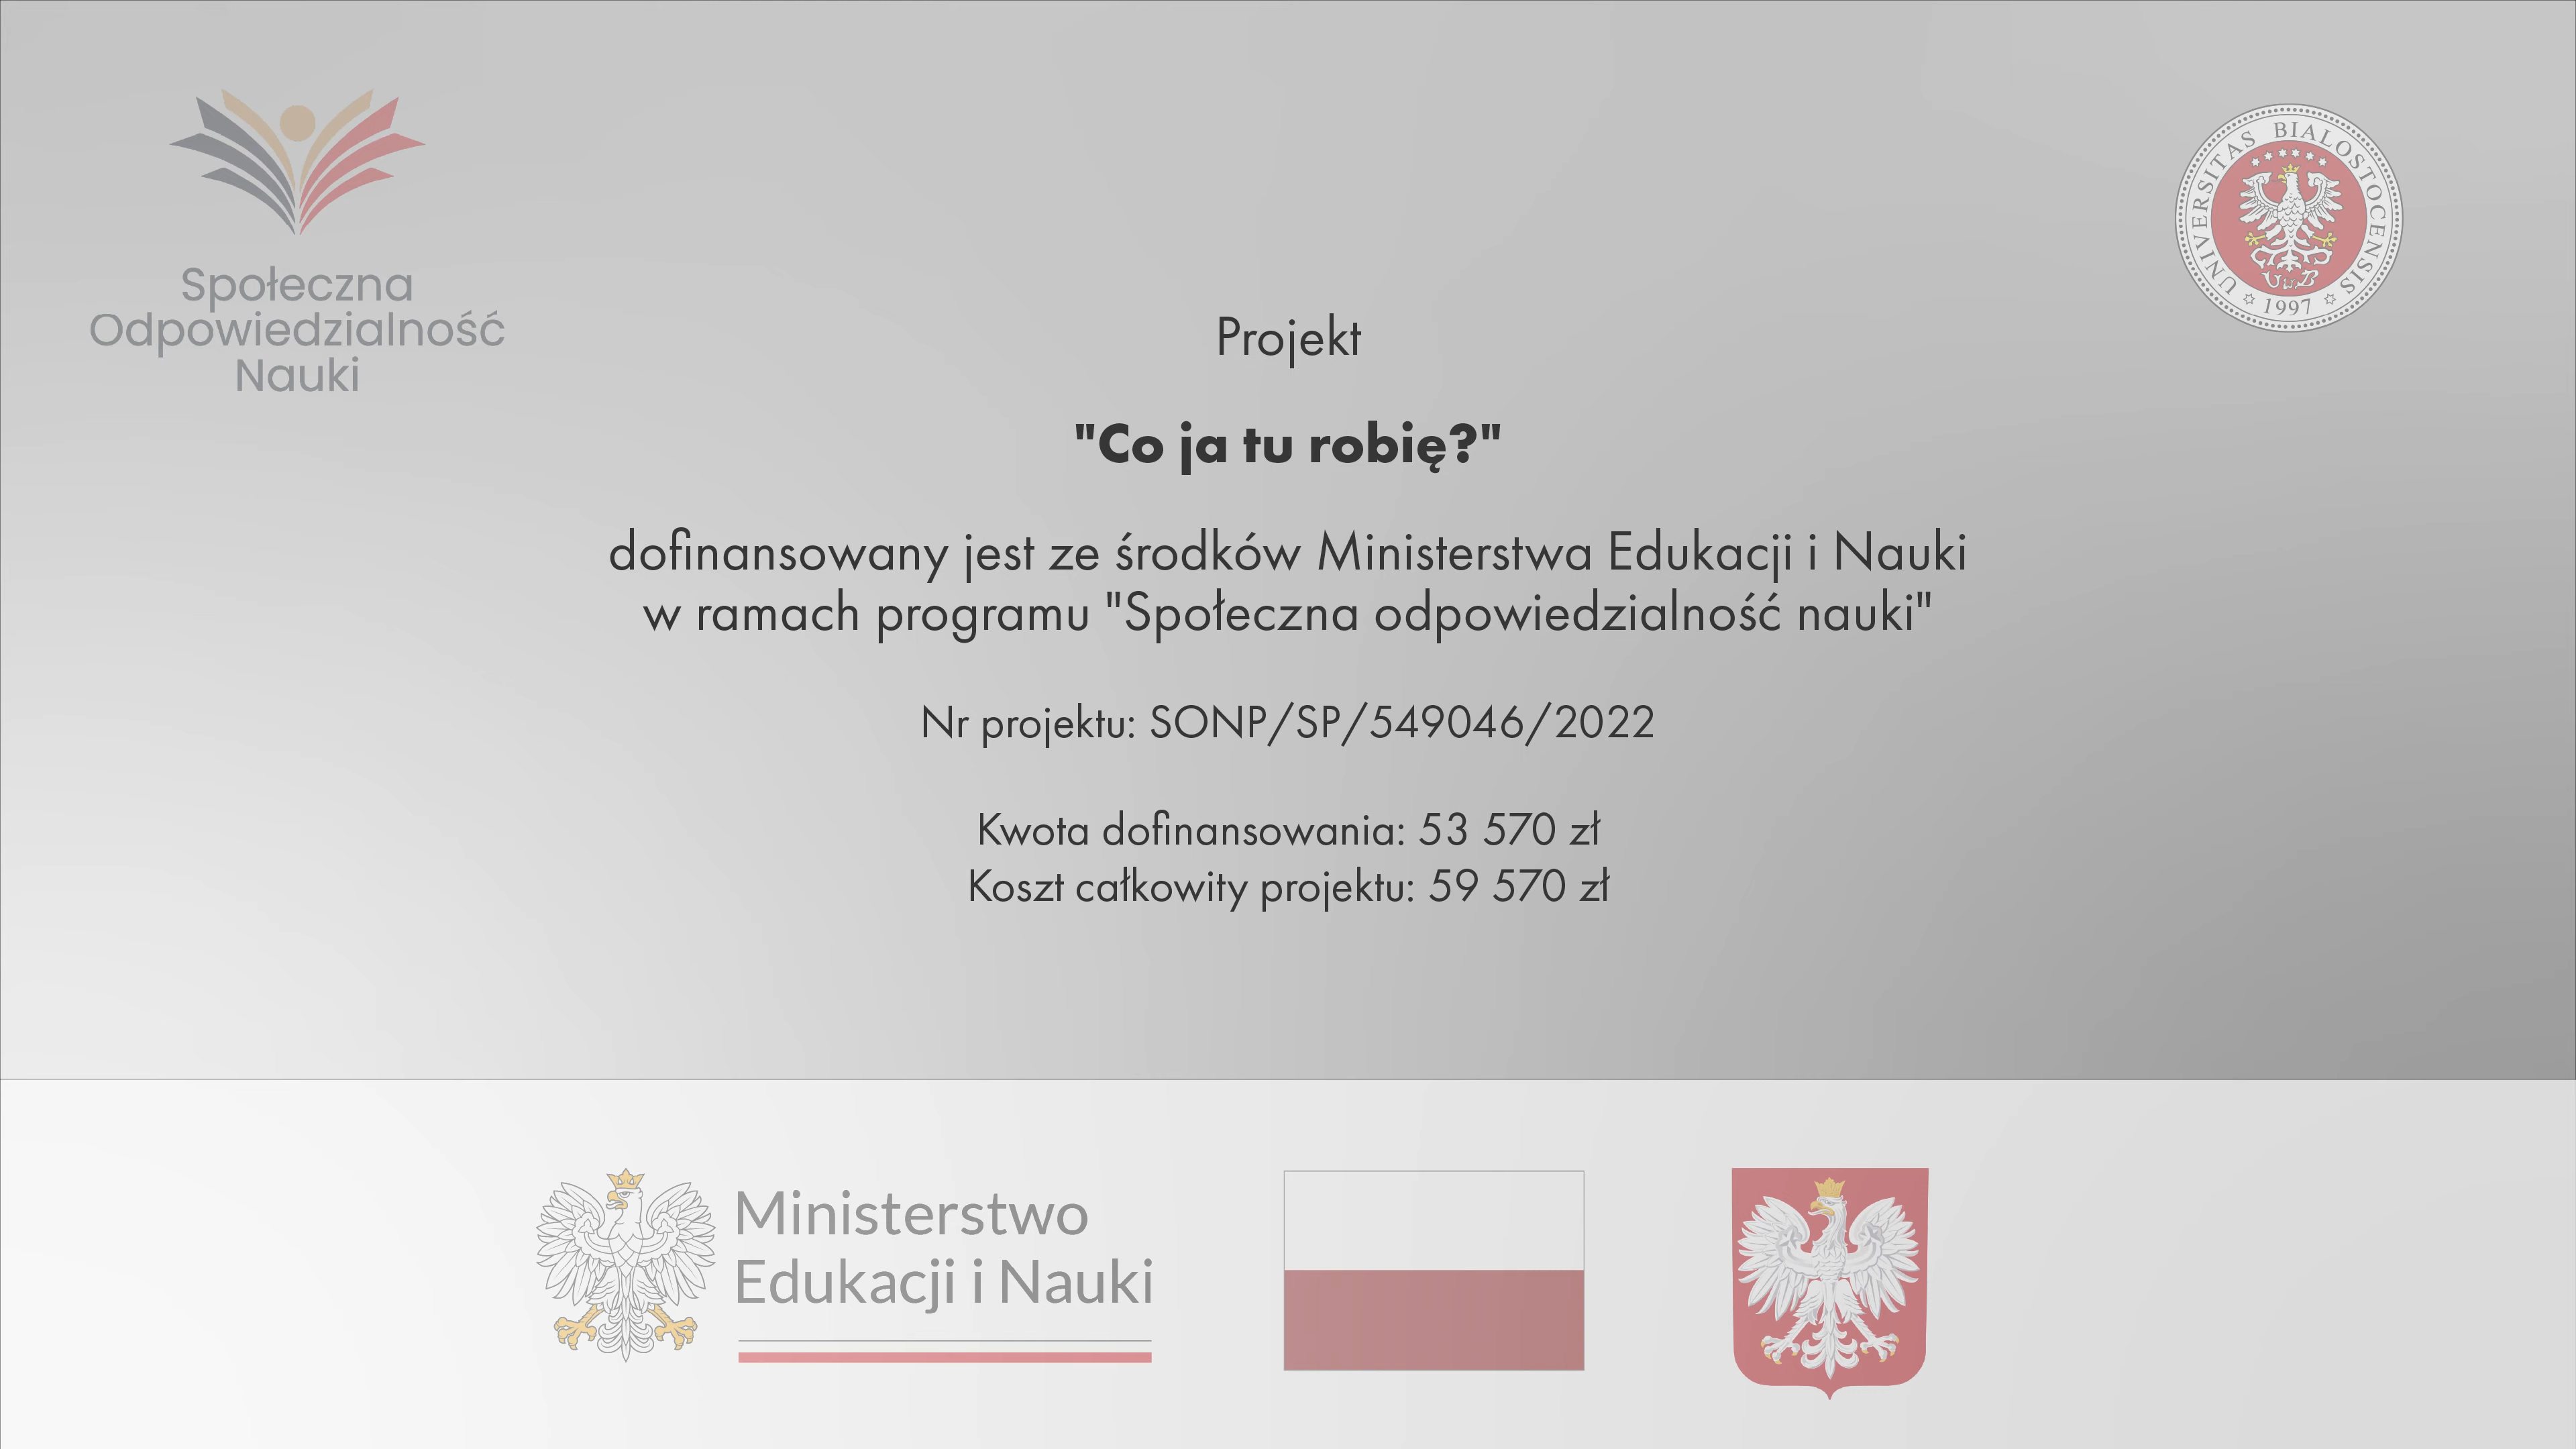 Społeczna
Odpowiedzialność
Nauki
UNIVERSITAS BIALOSTOCENSIS
UwB
1997
Projekt
"Co ja tu robię?"
dofinansowany jest ze środków Ministerstwa Edukacji i Nauki
w ramach programu "Społeczna odpowiedzialność nauki"
Nr projektu: SONP/SP/549046/2022
Kwota dofinansowania: 53 570 zł
Koszt całkowity projektu: 59 570 zł
Ministerstwo
Edukacji i Nauki